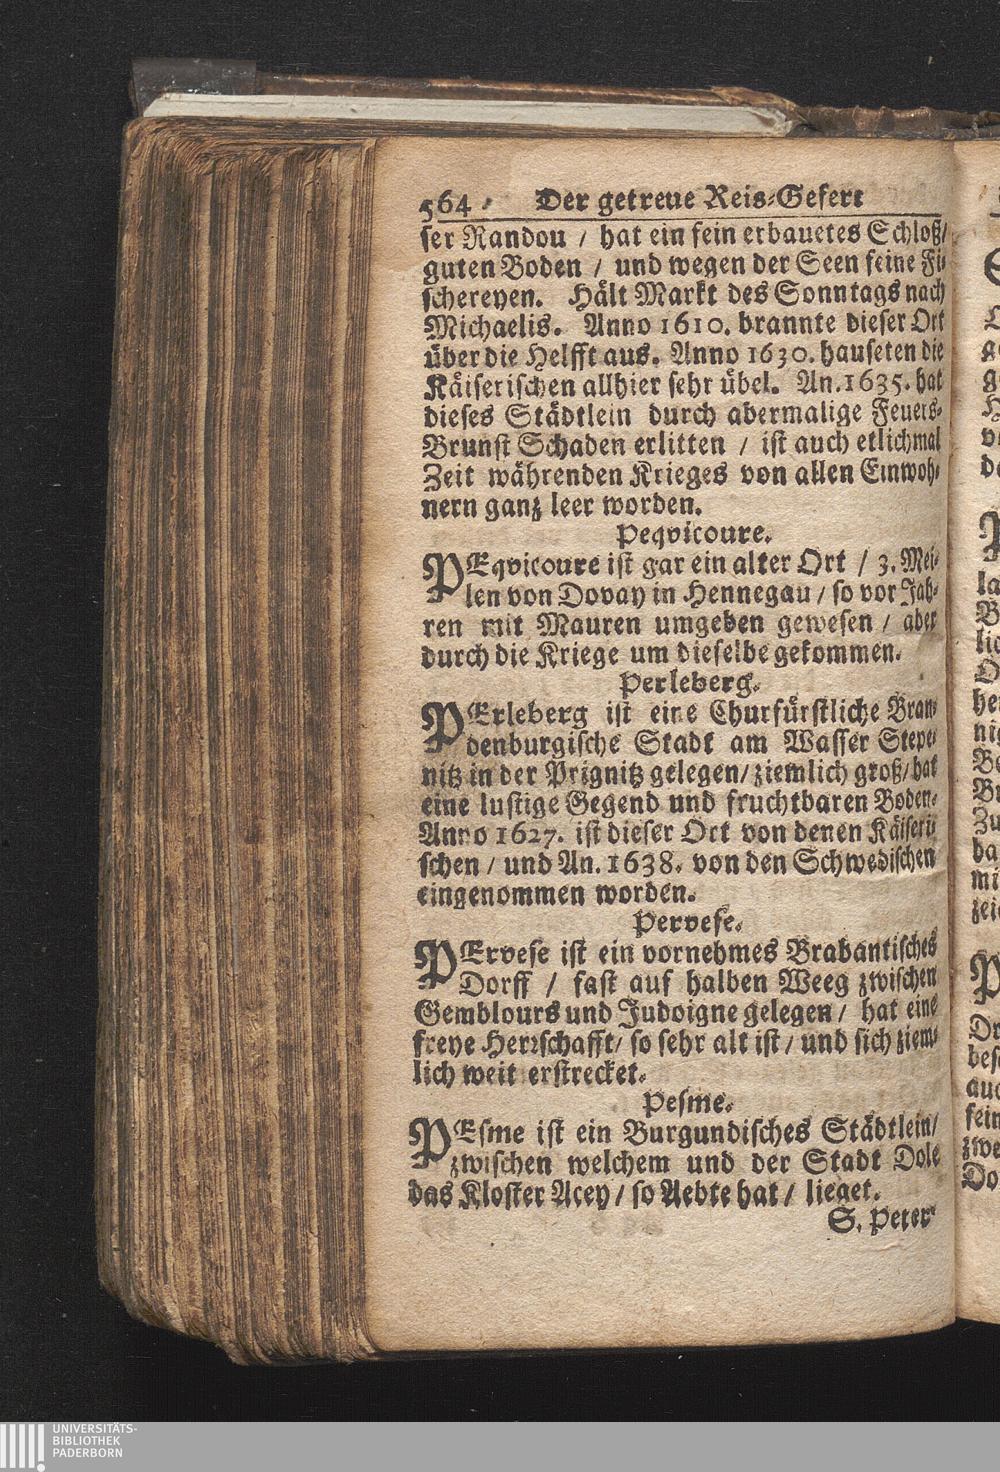 564 Der getreue Reis-Gefert
ser Randou / hat ein fein erbauetes Schloß/
guten Boden / und wegen der Seen feine Fi-
schereyen. Hält Markt des Sonntags nach
Michaelis. Anno 1610. brannte dieser Ort
über die Helfft aus. Anno 1630. hauseten die
Käiserischen allhier sehr übel. An. 1635. hat
dieses Städtlein durch abermalige Feuers-
Brunst Schaden erlitten / ist auch etlichmal
Zeit währenden Krieges von allen Einwoh-
nern ganz leer worden.
Peqvicoure.
PEqvicoure ist gar ein alter Ort / 3. Mei-
len von Dovay in Hennegau / so vor Jah-
ren mit Mauren umgeben gewesen / aber
durch die Kriege um dieselbe gekommen.
Perleberg.
PErleberg ist eine Churfürstliche Bran-
denburgische Stadt am Wasser Stepe-
nitz in der Prignitz gelegen/ ziemlich groß/ hat
eine lustige Gegend und fruchtbaren Boden.
Anno 1627. ist dieser Ort von denen Käiseri-
schen / und An. 1638. von den Schwedischen
eingenommen worden.
Pervese.
PErvese ist ein vornehmes Brabantisches
Dorff / fast auf halben Weeg zwischen
Gemblours und Judoigne gelegen / hat eine
freye Herrschafft/ so sehr alt ist / und sich ziem-
lich weit erstrecket.
Pesme.
PEsme ist ein Burgundisches Städtlein/
zwischen welchem und der Stadt Dole
das Kloster Acey / so Aebte hat / lieget.
S. Peter
UNIVERSITÄTS-
BIBLIOTHEK
PADERBORN